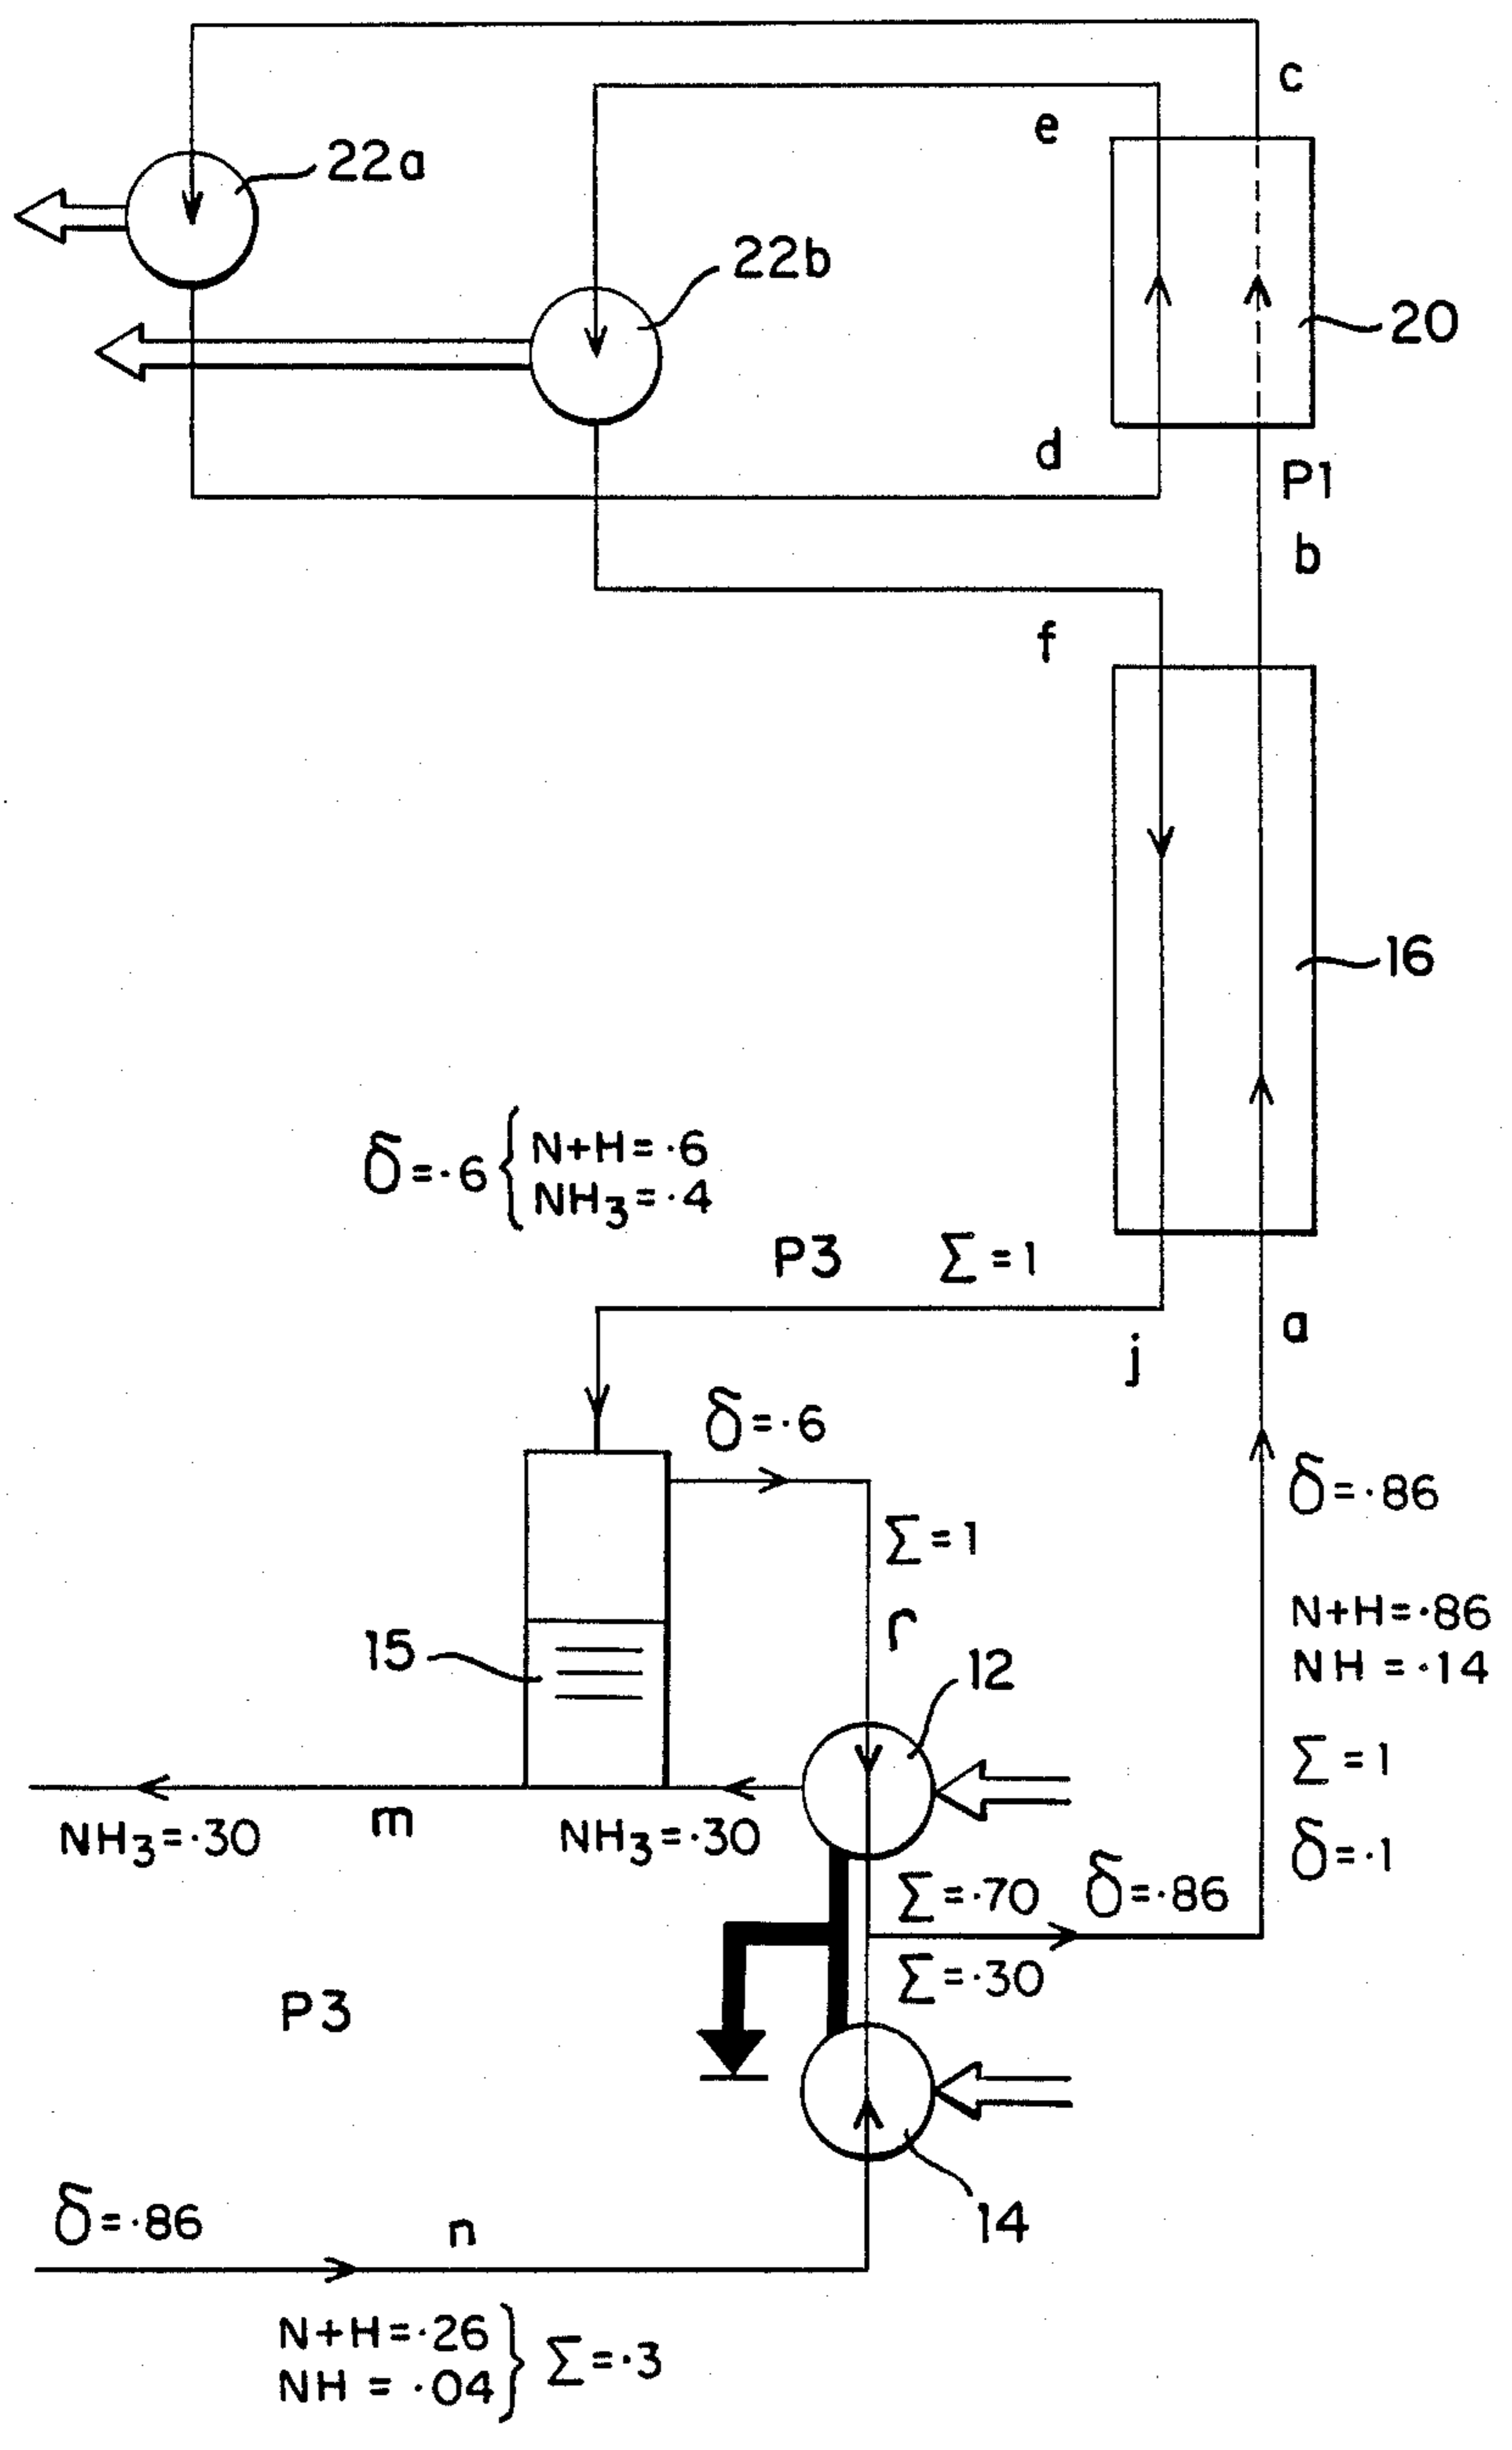 c
e
22a
22b
20
d
P1
b
f
16
δ=·6 { N+H=·6
NH₃=·4
P3 Σ=1
a
j
δ=·6
δ=·86
Σ=1
N+H=·86
r
NH =·14
15
12
Σ=1
m
NH₃=·30
NH₃=·30
δ=·1
Σ=·70 δ=·86
Σ=·30
P3
14
δ=·86
n
N+H=·26
NH = ·04 } Σ=·3